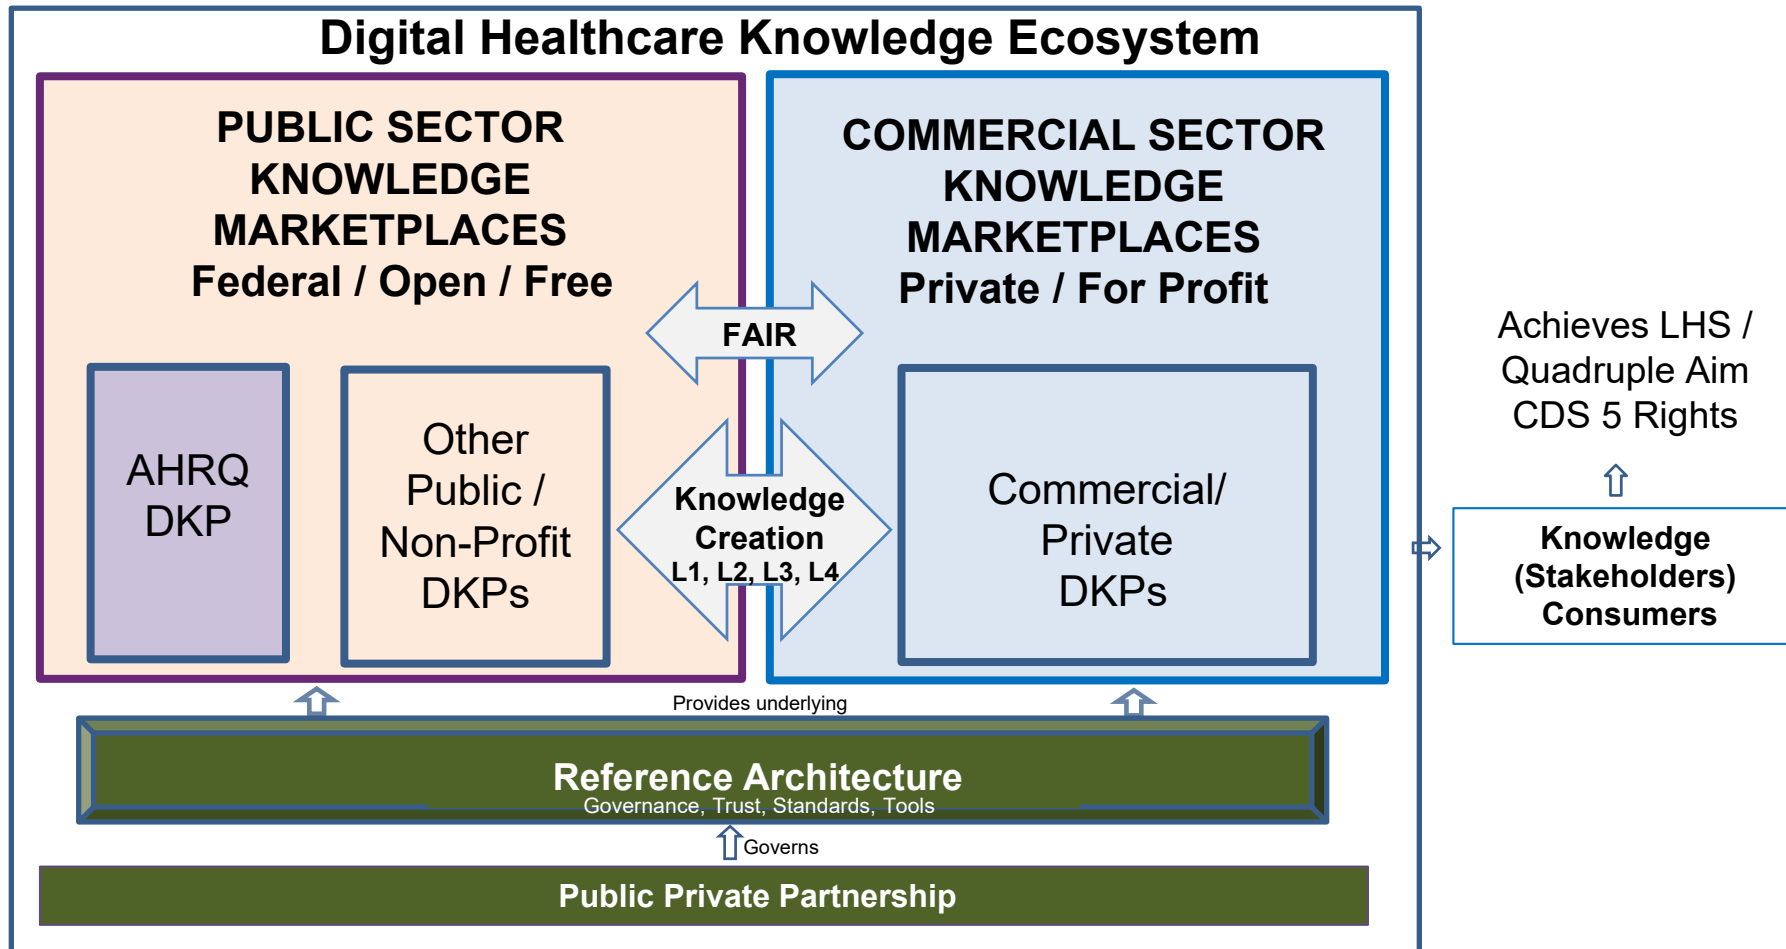 Digital Healthcare Knowledge Ecosystem
PUBLIC SECTOR
KNOWLEDGE
MARKETPLACES
Federal / Open / Free
COMMERCIAL SECTOR
KNOWLEDGE
MARKETPLACES
Private / For Profit
FAIR
AHRQ
DKP
Other
Public /
Non-Profit
DKPs
Knowledge
Creation
L1, L2, L3, L4
Commercial/
Private
DKPs
Achieves LHS /
Quadruple Aim
CDS 5 Rights
Knowledge
(Stakeholders)
Consumers
Provides underlying
Reference Architecture
Governance, Trust, Standards, Tools
Governs
Public Private Partnership